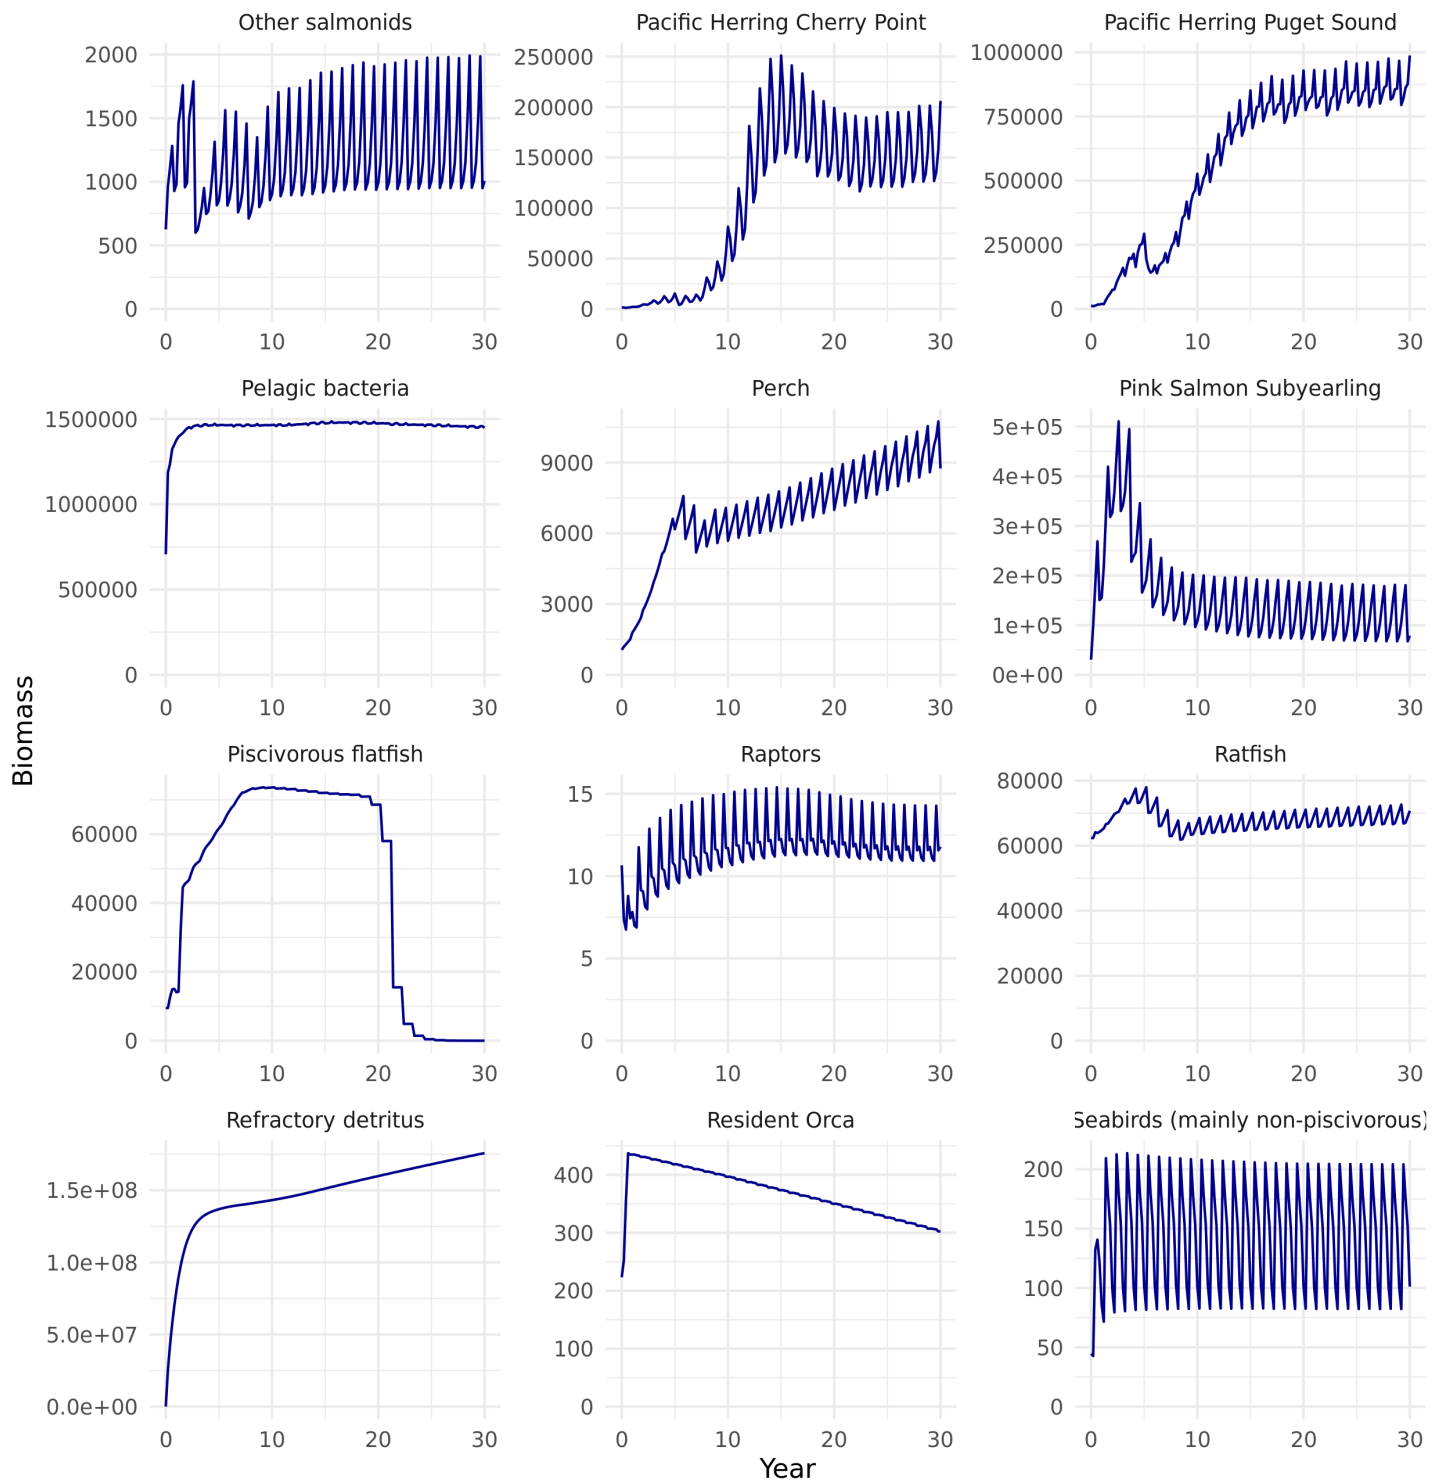 Other salmonids
Pacific Herring Cherry Point
Pacific Herring Puget Sound
2000
1500
1000
500
0
0 10 20 30
250000
200000
150000
100000
50000
0
0 10 20 30
1000000
750000
500000
250000
0
0 10 20 30
Pelagic bacteria
Perch
Pink Salmon Subyearling
1500000
1000000
500000
0
0 10 20 30
9000
6000
3000
0
0 10 20 30
5e+05
4e+05
3e+05
2e+05
1e+05
0e+00
0 10 20 30
Biomass
Piscivorous flatfish
Raptors
Ratfish
60000
40000
20000
0
0 10 20 30
15
10
5
0
0 10 20 30
80000
60000
40000
20000
0
0 10 20 30
Refractory detritus
Resident Orca
Seabirds (mainly non-piscivorous)
1.5e+08
1.0e+08
5.0e+07
0.0e+00
0 10 20 30
400
300
200
100
0
0 10 20 30
200
150
100
50
0
0 10 20 30
Year